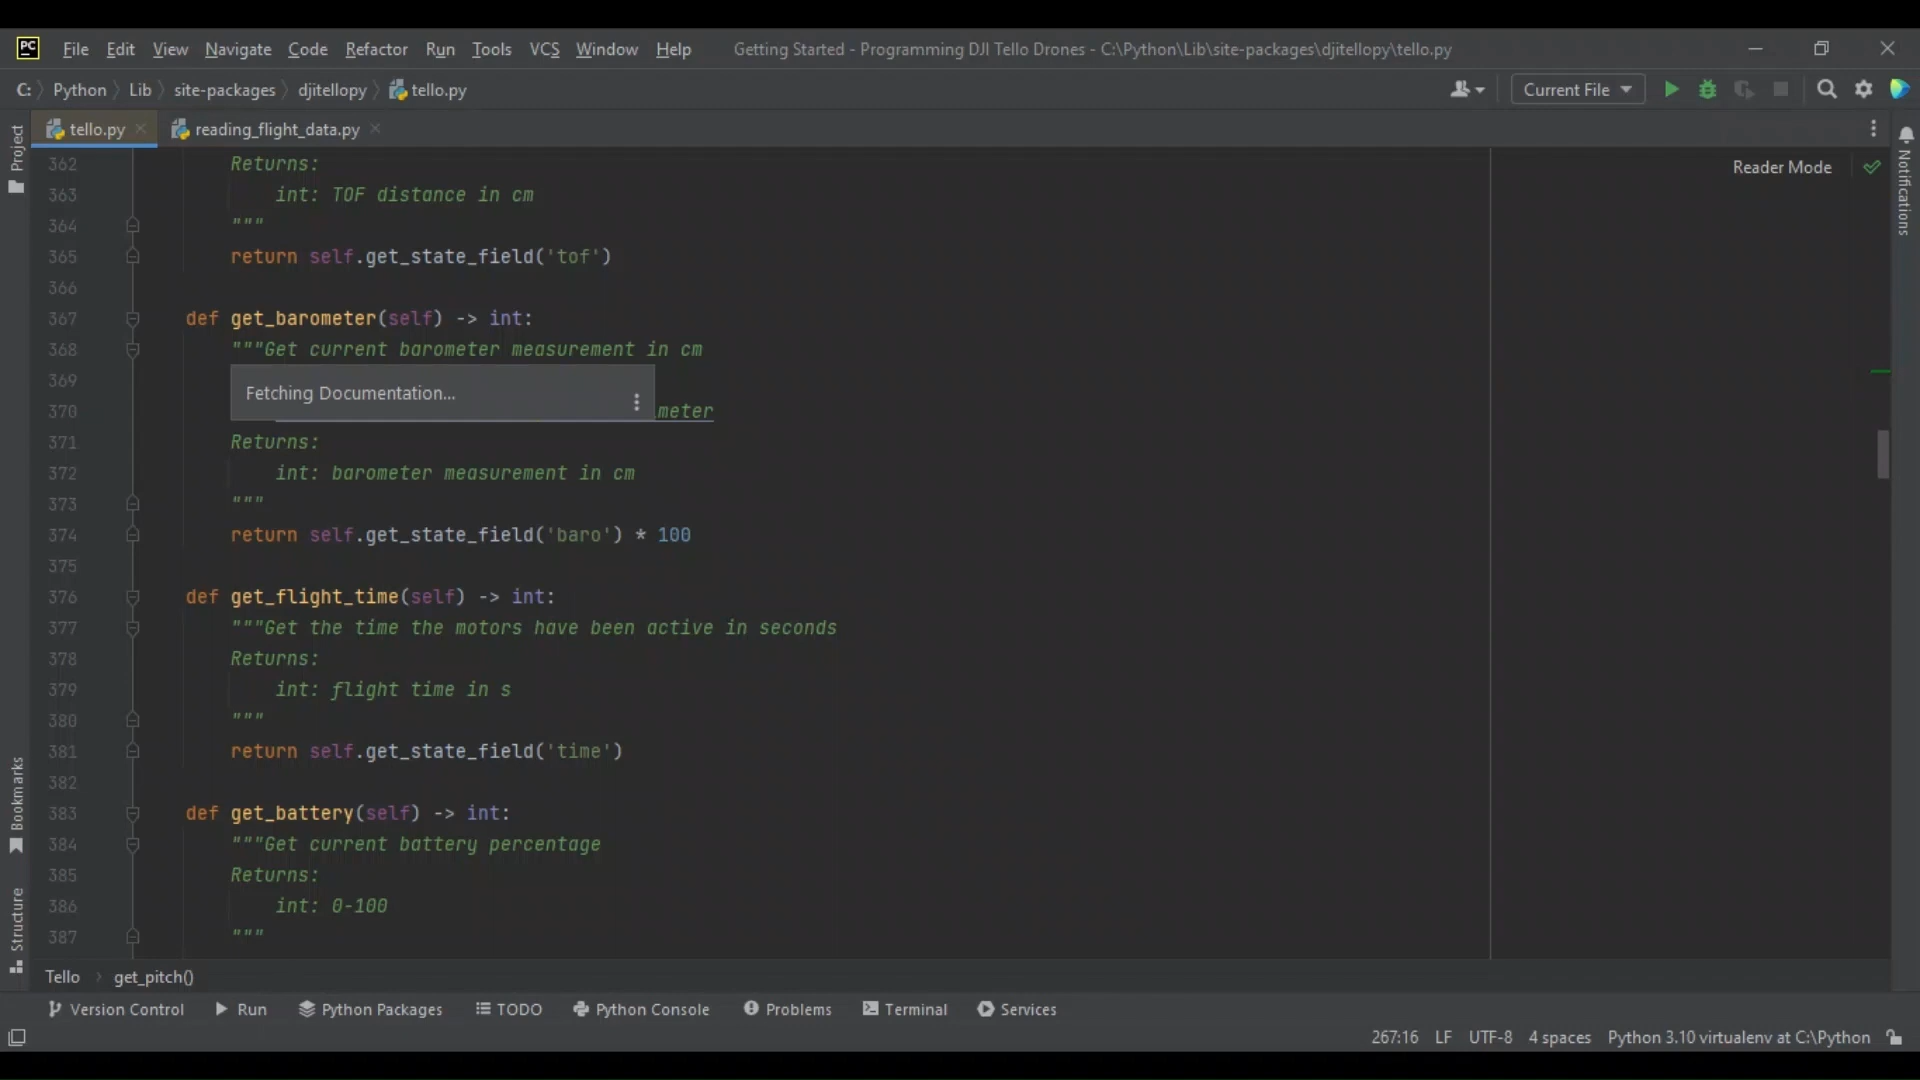 PC File Edit View Navigate Code Refactor Run Tools VCS Window Help Getting Started - Programming DJI Tello Drones - C:\Python\Lib\site-packages\djitellopy\tello.py
C: Python Lib site-packages djitellopy tello.py Current File
tello.py reading_flight_data.py
Project
Reader Mode
Notifications
362 Returns:
363 int: TOF distance in cm
364 """
365 return self.get_state_field('tof')
366
367 def get_barometer(self) -> int:
368 """Get current barometer measurement in cm
369
Fetching Documentation...
370 meter
371 Returns:
372 int: barometer measurement in cm
373 """
374 return self.get_state_field('baro') * 100
375
376 def get_flight_time(self) -> int:
377 """Get the time the motors have been active in seconds
378 Returns:
379 int: flight time in s
380 """
381 return self.get_state_field('time')
382
383 def get_battery(self) -> int:
384 """Get current battery percentage
385 Returns:
386 int: 0-100
387 """
Bookmarks
Structure
Tello get_pitch()
Version Control Run Python Packages TODO Python Console Problems Terminal Services
267:16 LF UTF-8 4 spaces Python 3.10 virtualenv at C:\Python